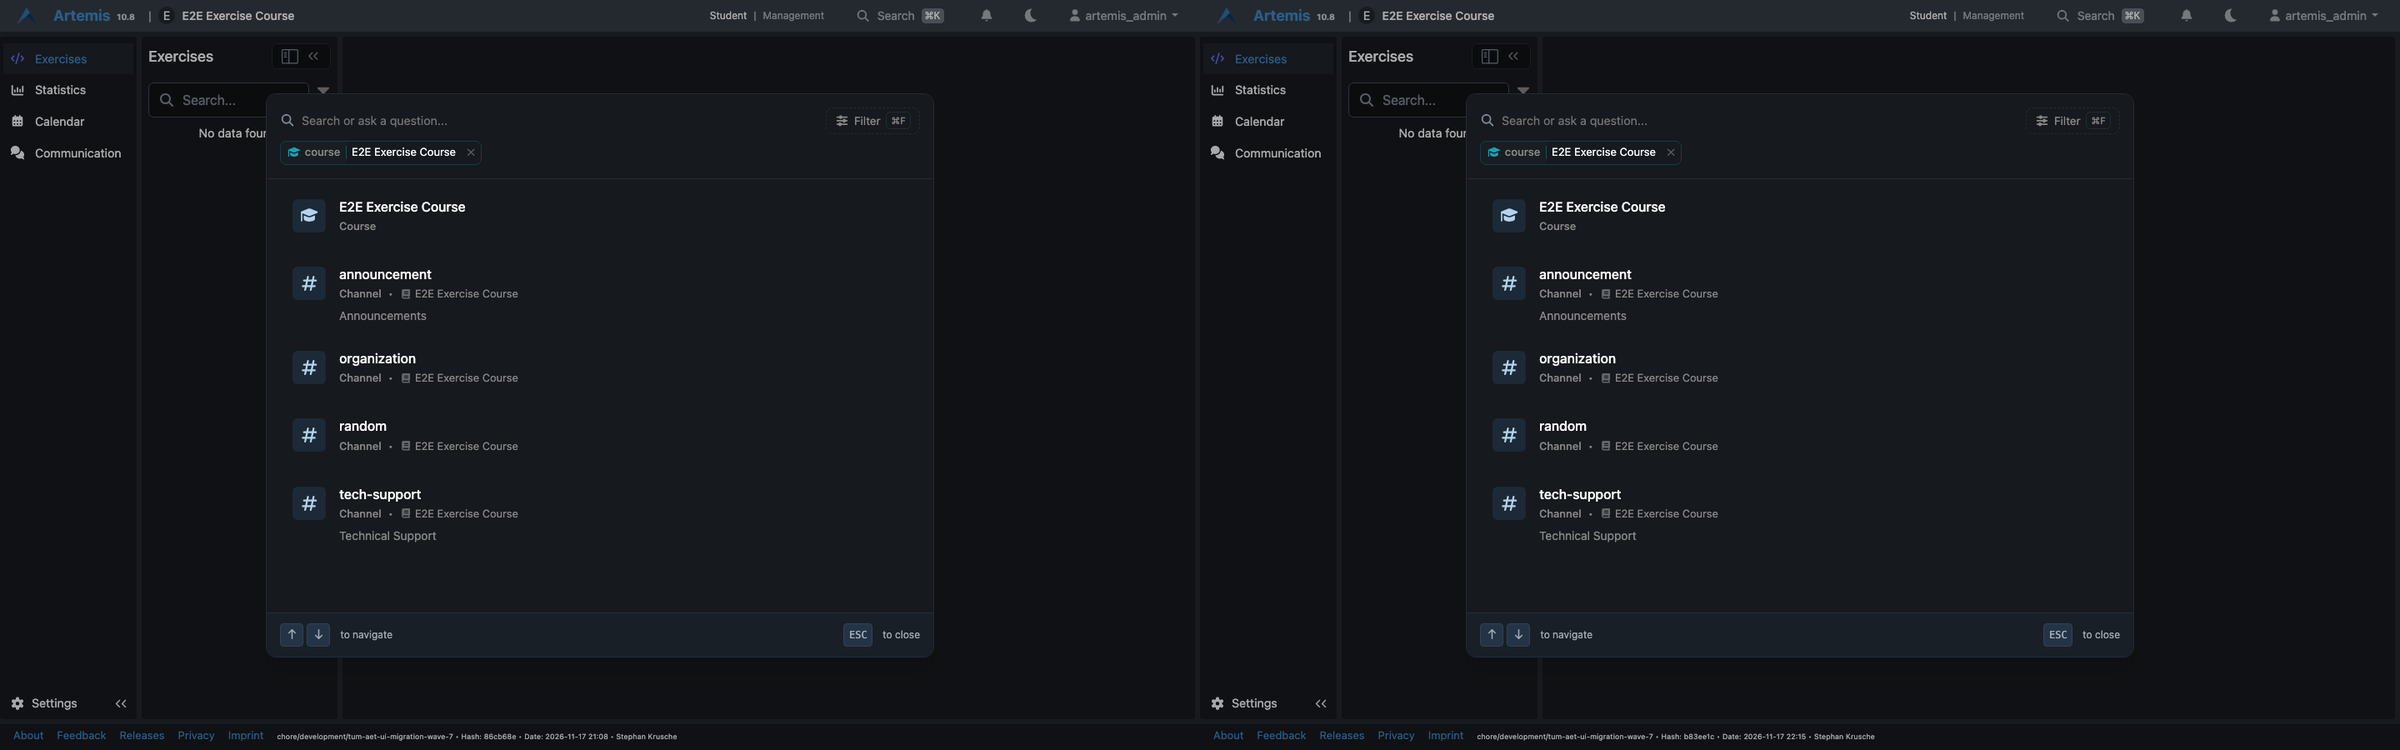 Artemis 10.8 | E E2E Exercise Course Student | Management Search ⌘K artemis_admin
Exercises
Statistics
Calendar
Communication
Exercises
Search...
No data four
Search or ask a question... Filter ⌘F
course E2E Exercise Course
E2E Exercise Course
Course
announcement
Channel • E2E Exercise Course
Announcements
organization
Channel • E2E Exercise Course
random
Channel • E2E Exercise Course
tech-support
Channel • E2E Exercise Course
Technical Support
↑ ↓ to navigate ESC to close
Settings
About Feedback Releases Privacy Imprint chore/development/tum-aet-ui-migration-wave-7 • Hash: 86cb68e • Date: 2026-11-17 21:08 • Stephan Krusche
Artemis 10.8 | E E2E Exercise Course Student | Management Search ⌘K artemis_admin
Exercises
Statistics
Calendar
Communication
Exercises
Search...
No data four
Search or ask a question... Filter ⌘F
course E2E Exercise Course
E2E Exercise Course
Course
announcement
Channel • E2E Exercise Course
Announcements
organization
Channel • E2E Exercise Course
random
Channel • E2E Exercise Course
tech-support
Channel • E2E Exercise Course
Technical Support
↑ ↓ to navigate ESC to close
Settings
About Feedback Releases Privacy Imprint chore/development/tum-aet-ui-migration-wave-7 • Hash: b83ee1c • Date: 2026-11-17 22:15 • Stephan Krusche